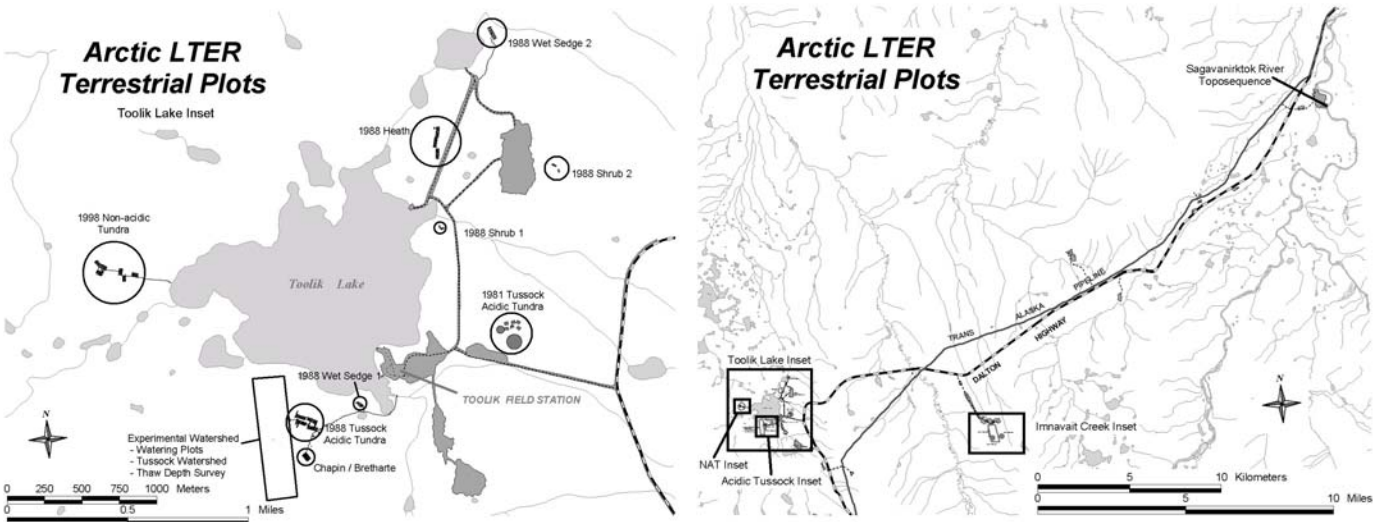 Arctic LTER
Terrestrial Plots
Toolik Lake Inset
1988 Wet Sedge 2
1988 Heath
1988 Shrub 2
1998 Non-acidic
Tundra
1988 Shrub 1
Toolik Lake
1981 Tussock
Acidic Tundra
1988 Wet Sedge 1
TOOLIK FIELD STATION
1988 Tussock
Acidic Tundra
Experimental Watershed
- Watering Plots
- Tussock Watershed
- Thaw Depth Survey
Chapin / Bretharte
N
0 250 500 750 1000 Meters
0 0.5 1 Miles
Arctic LTER
Terrestrial Plots
Sagavanirktok River
Toposequence
TRANS ALASKA PIPELINE
DALTON HIGHWAY
Toolik Lake Inset
NAT Inset
Acidic Tussock Inset
Imnavait Creek Inset
N
0 5 10 Kilometers
0 5 10 Miles